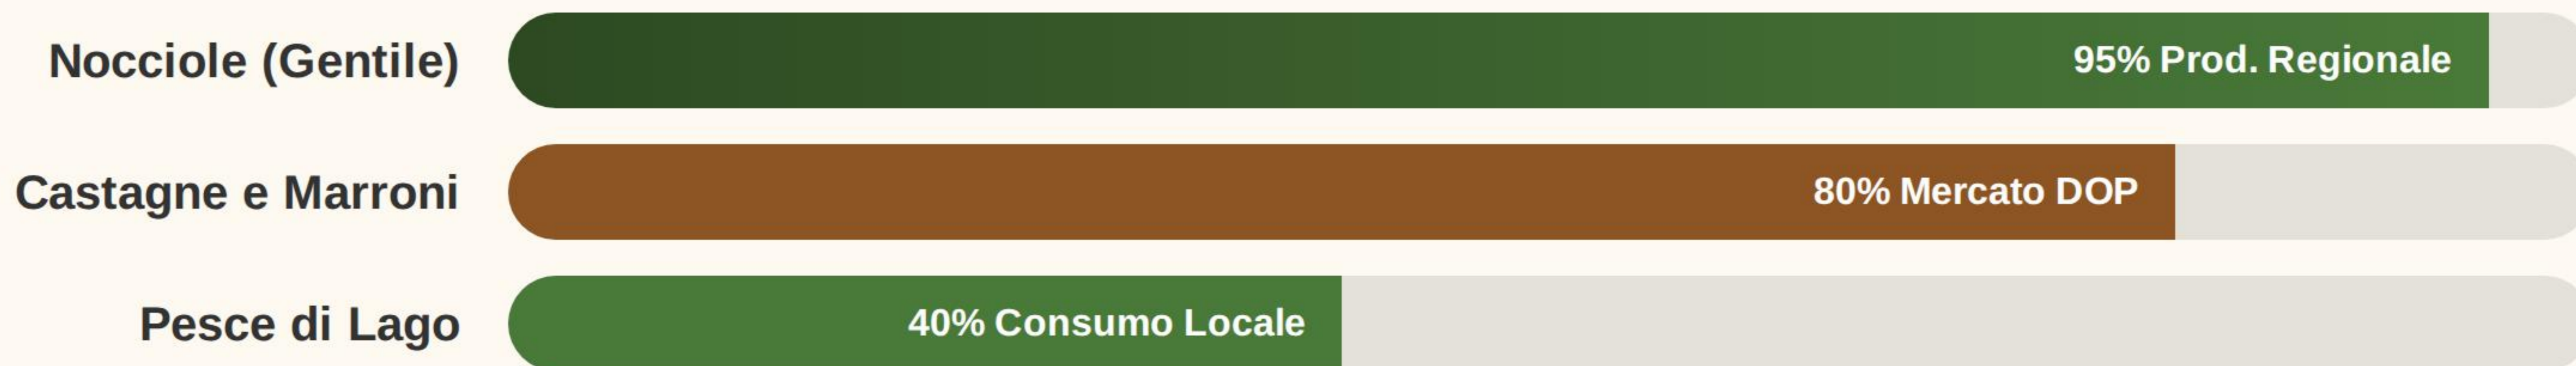 Nocciole (Gentile) 95% Prod. Regionale
Castagne e Marroni 80% Mercato DOP
Pesce di Lago 40% Consumo Locale